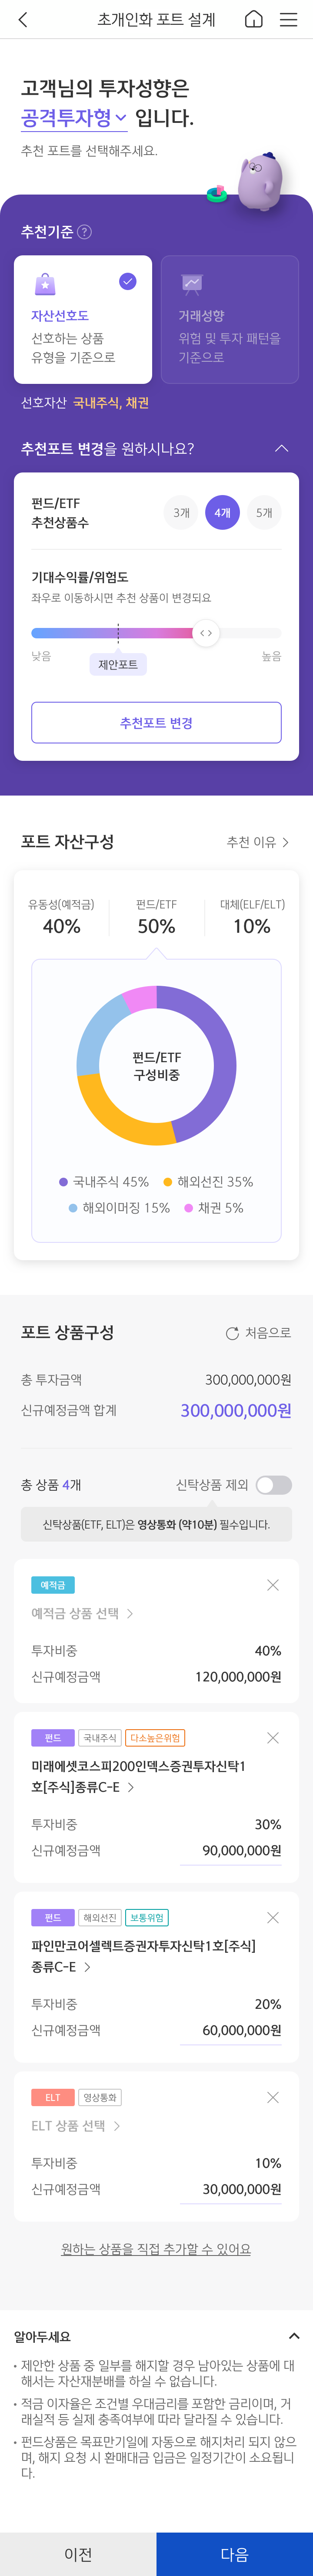 초개인화 포트 설계
고객님의 투자성향은
공격투자형 입니다.
추천 포트를 선택해주세요.
추천기준 ?
자산선호도
선호하는 상품
유형을 기준으로
거래성향
위험 및 투자 패턴을
기준으로
선호자산 국내주식, 채권
추천포트 변경을 원하시나요?
펀드/ETF
추천상품수
3개 4개 5개
기대수익률/위험도
좌우로 이동하시면 추천 상품이 변경되요
낮음 높음
제안포트
추천포트 변경
포트 자산구성 추천 이유
유동성(예적금) 펀드/ETF 대체(ELF/ELT)
40% 50% 10%
펀드/ETF
구성비중
국내주식 45% 해외선진 35%
해외이머징 15% 채권 5%
포트 상품구성 처음으로
총 투자금액 300,000,000원
신규예정금액 합계 300,000,000원
총 상품 4개 신탁상품 제외
신탁상품(ETF, ELT)은 영상통화 (약10분) 필수입니다.
예적금
예적금 상품 선택
투자비중 40%
신규예정금액 120,000,000원
펀드 국내주식 다소높은위험
미래에셋코스피200인덱스증권투자신탁1
호[주식]종류C-E
투자비중 30%
신규예정금액 90,000,000원
펀드 해외선진 보통위험
파인만코어셀렉트증권자투자신탁1호[주식]
종류C-E
투자비중 20%
신규예정금액 60,000,000원
ELT 영상통화
ELT 상품 선택
투자비중 10%
신규예정금액 30,000,000원
원하는 상품을 직접 추가할 수 있어요
알아두세요
• 제안한 상품 중 일부를 해지할 경우 남아있는 상품에 대
해서는 자산재분배를 하실 수 없습니다.
• 적금 이자율은 조건별 우대금리를 포함한 금리이며, 거
래실적 등 실제 충족여부에 따라 달라질 수 있습니다.
• 펀드상품은 목표만기일에 자동으로 해지처리 되지 않으
며, 해지 요청 시 환매대금 입금은 일정기간이 소요됩니
다.
이전 다음